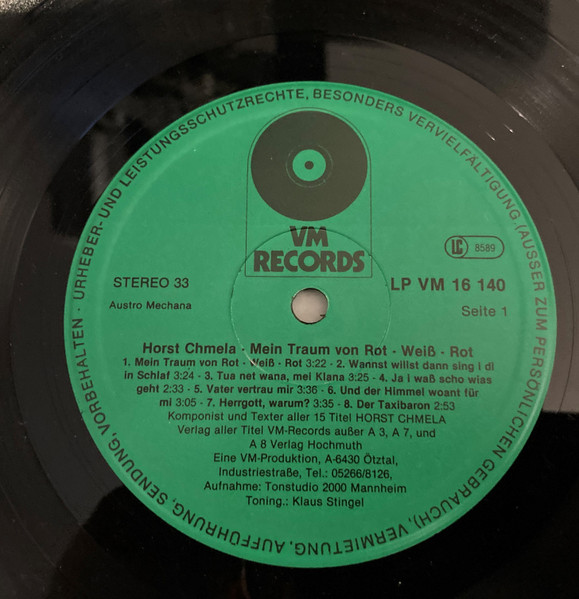 URHEBER- UND LEISTUNGSSCHUTZRECHTE, BESONDERS VERVIELFÄLTIGUNG (AUSSER ZUM PERSÖNLICHEN GEBRAUCH), VERMIETUNG, AUFFÜHRUNG, SENDUNG, VORBEHALTEN ·
VM
RECORDS
LC 8589
STEREO 33
LP VM 16 140
Austro Mechana
Seite 1
Horst Chmela - Mein Traum von Rot - Weiß - Rot
1. Mein Traum von Rot - Weiß - Rot 3:22 - 2. Wannst willst dann sing i di
in Schlaf 3:24 - 3. Tua net wana, mei Klana 3:25 - 4. Ja i waß scho wias
geht 2:33 - 5. Vater vertrau mir 3:36 - 6. Und der Himmel woant für
mi 3:05 - 7. Herrgott, warum? 3:35 - 8. Der Taxibaron 2:53
Komponist und Texter aller 15 Titel HORST CHMELA
Verlag aller Titel VM-Records außer A 3, A 7, und
A 8 Verlag Hochmuth
Eine VM-Produktion, A-6430 Ötztal,
Industriestraße, Tel.: 05266/8126,
Aufnahme: Tonstudio 2000 Mannheim
Toning.: Klaus Stingel